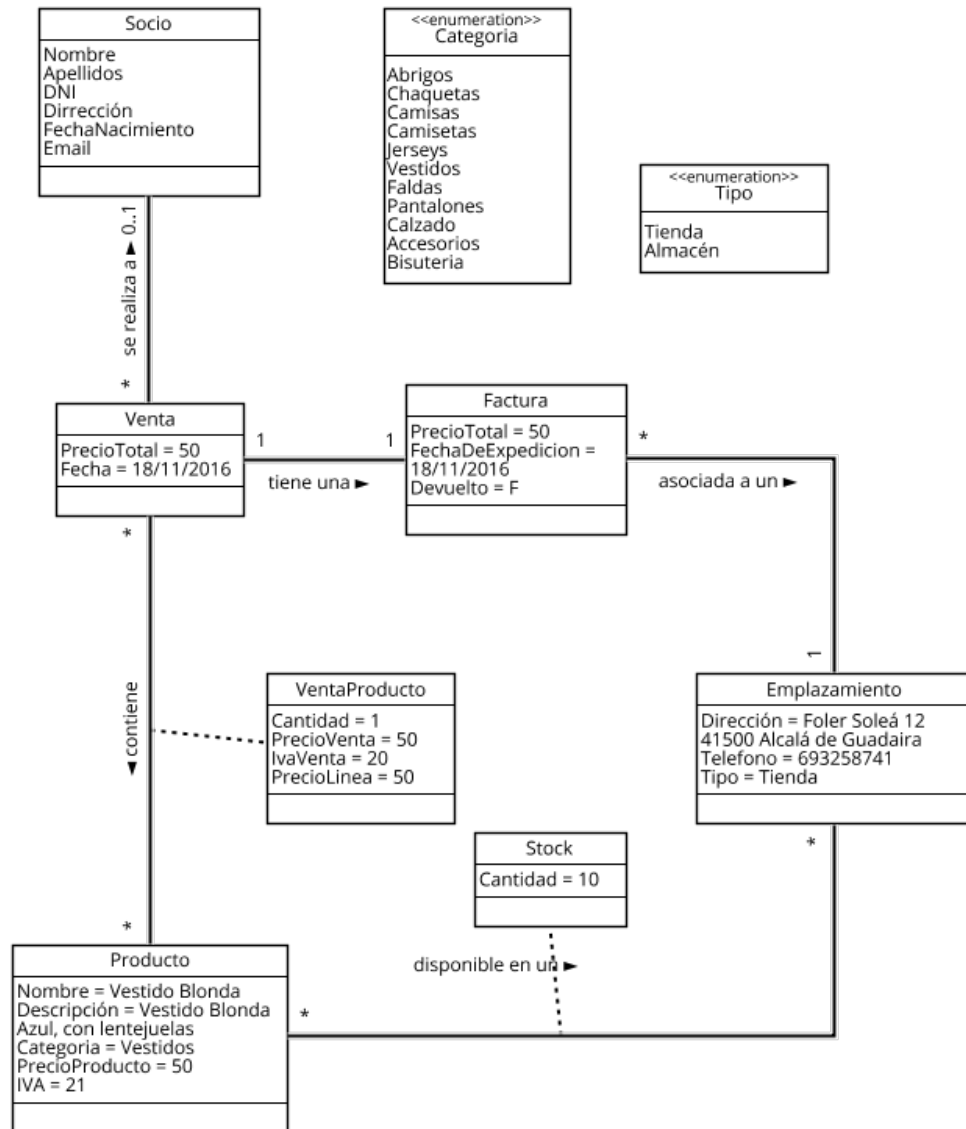 Socio
Nombre
Apellidos
DNI
Dirrección
FechaNacimiento
Email
<<enumeration>>
Categoria
Abrigos
Chaquetas
Camisas
Camisetas
Jerseys
Vestidos
Faldas
Pantalones
Calzado
Accesorios
Bisuteria
<<enumeration>>
Tipo
Tienda
Almacén
se realiza a ► 0..1
*
Venta
PrecioTotal = 50
Fecha = 18/11/2016
1
1
tiene una ►
Factura
PrecioTotal = 50
FechaDeExpedicion =
18/11/2016
Devuelto = F
*
asociada a un ►
1
*
◄ contiene
*
VentaProducto
Cantidad = 1
PrecioVenta = 50
IvaVenta = 20
PrecioLinea = 50
Emplazamiento
Dirección = Foler Soleá 12
41500 Alcalá de Guadaira
Telefono = 693258741
Tipo = Tienda
*
Stock
Cantidad = 10
disponible en un ►
*
Producto
Nombre = Vestido Blonda
Descripción = Vestido Blonda
Azul, con lentejuelas
Categoria = Vestidos
PrecioProducto = 50
IVA = 21